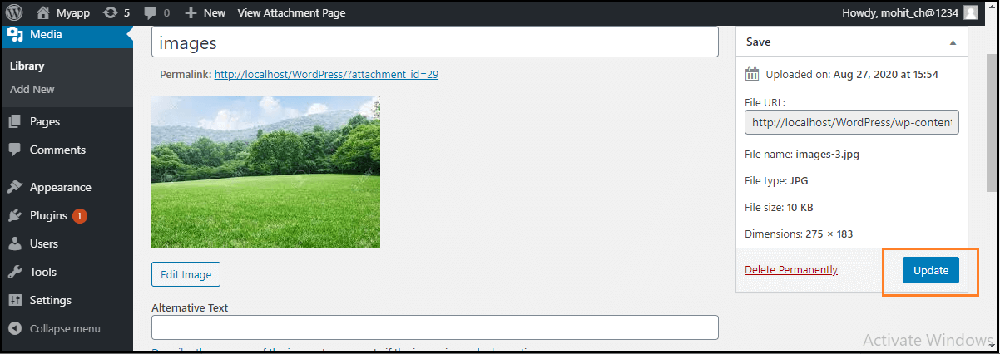 Myapp 5 0 New View Attachment Page Howdy, mohit_ch@1234
Media
Library
Add New
Pages
Comments
Appearance
Plugins 1
Users
Tools
Settings
Collapse menu
images
Permalink: http://localhost/WordPress/?attachment_id=29
Edit Image
Alternative Text
Save
Uploaded on: Aug 27, 2020 at 15:54
File URL:
http://localhost/WordPress/wp-content
File name: images-3.jpg
File type: JPG
File size: 10 KB
Dimensions: 275 × 183
Delete Permanently
Update
Activate Windows